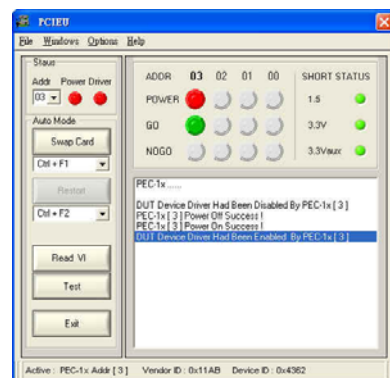 PCIEU
File Windows Options Help
Staus
Addr Power Driver
03
Auto Mode
Swap Card
Ctrl + F1
Restart
Ctrl + F2
Read VI
Test
Exit
ADDR 03 02 01 00 SHORT STATUS
POWER 1.5
GO 3.3V
NOGO 3.3Vaux
PEC-1x ......
DUT Device Driver Had Been Disabled By PEC-1x [ 3 ]
PEC-1x [ 3 ] Power Off Success !
PEC-1x [ 3 ] Power On Success !
DUT Device Driver Had Been Enabled By PEC-1x [ 3 ]
Active : PEC-1x Addr [ 3 ] Vendor ID : 0x11AB Device ID : 0x4362